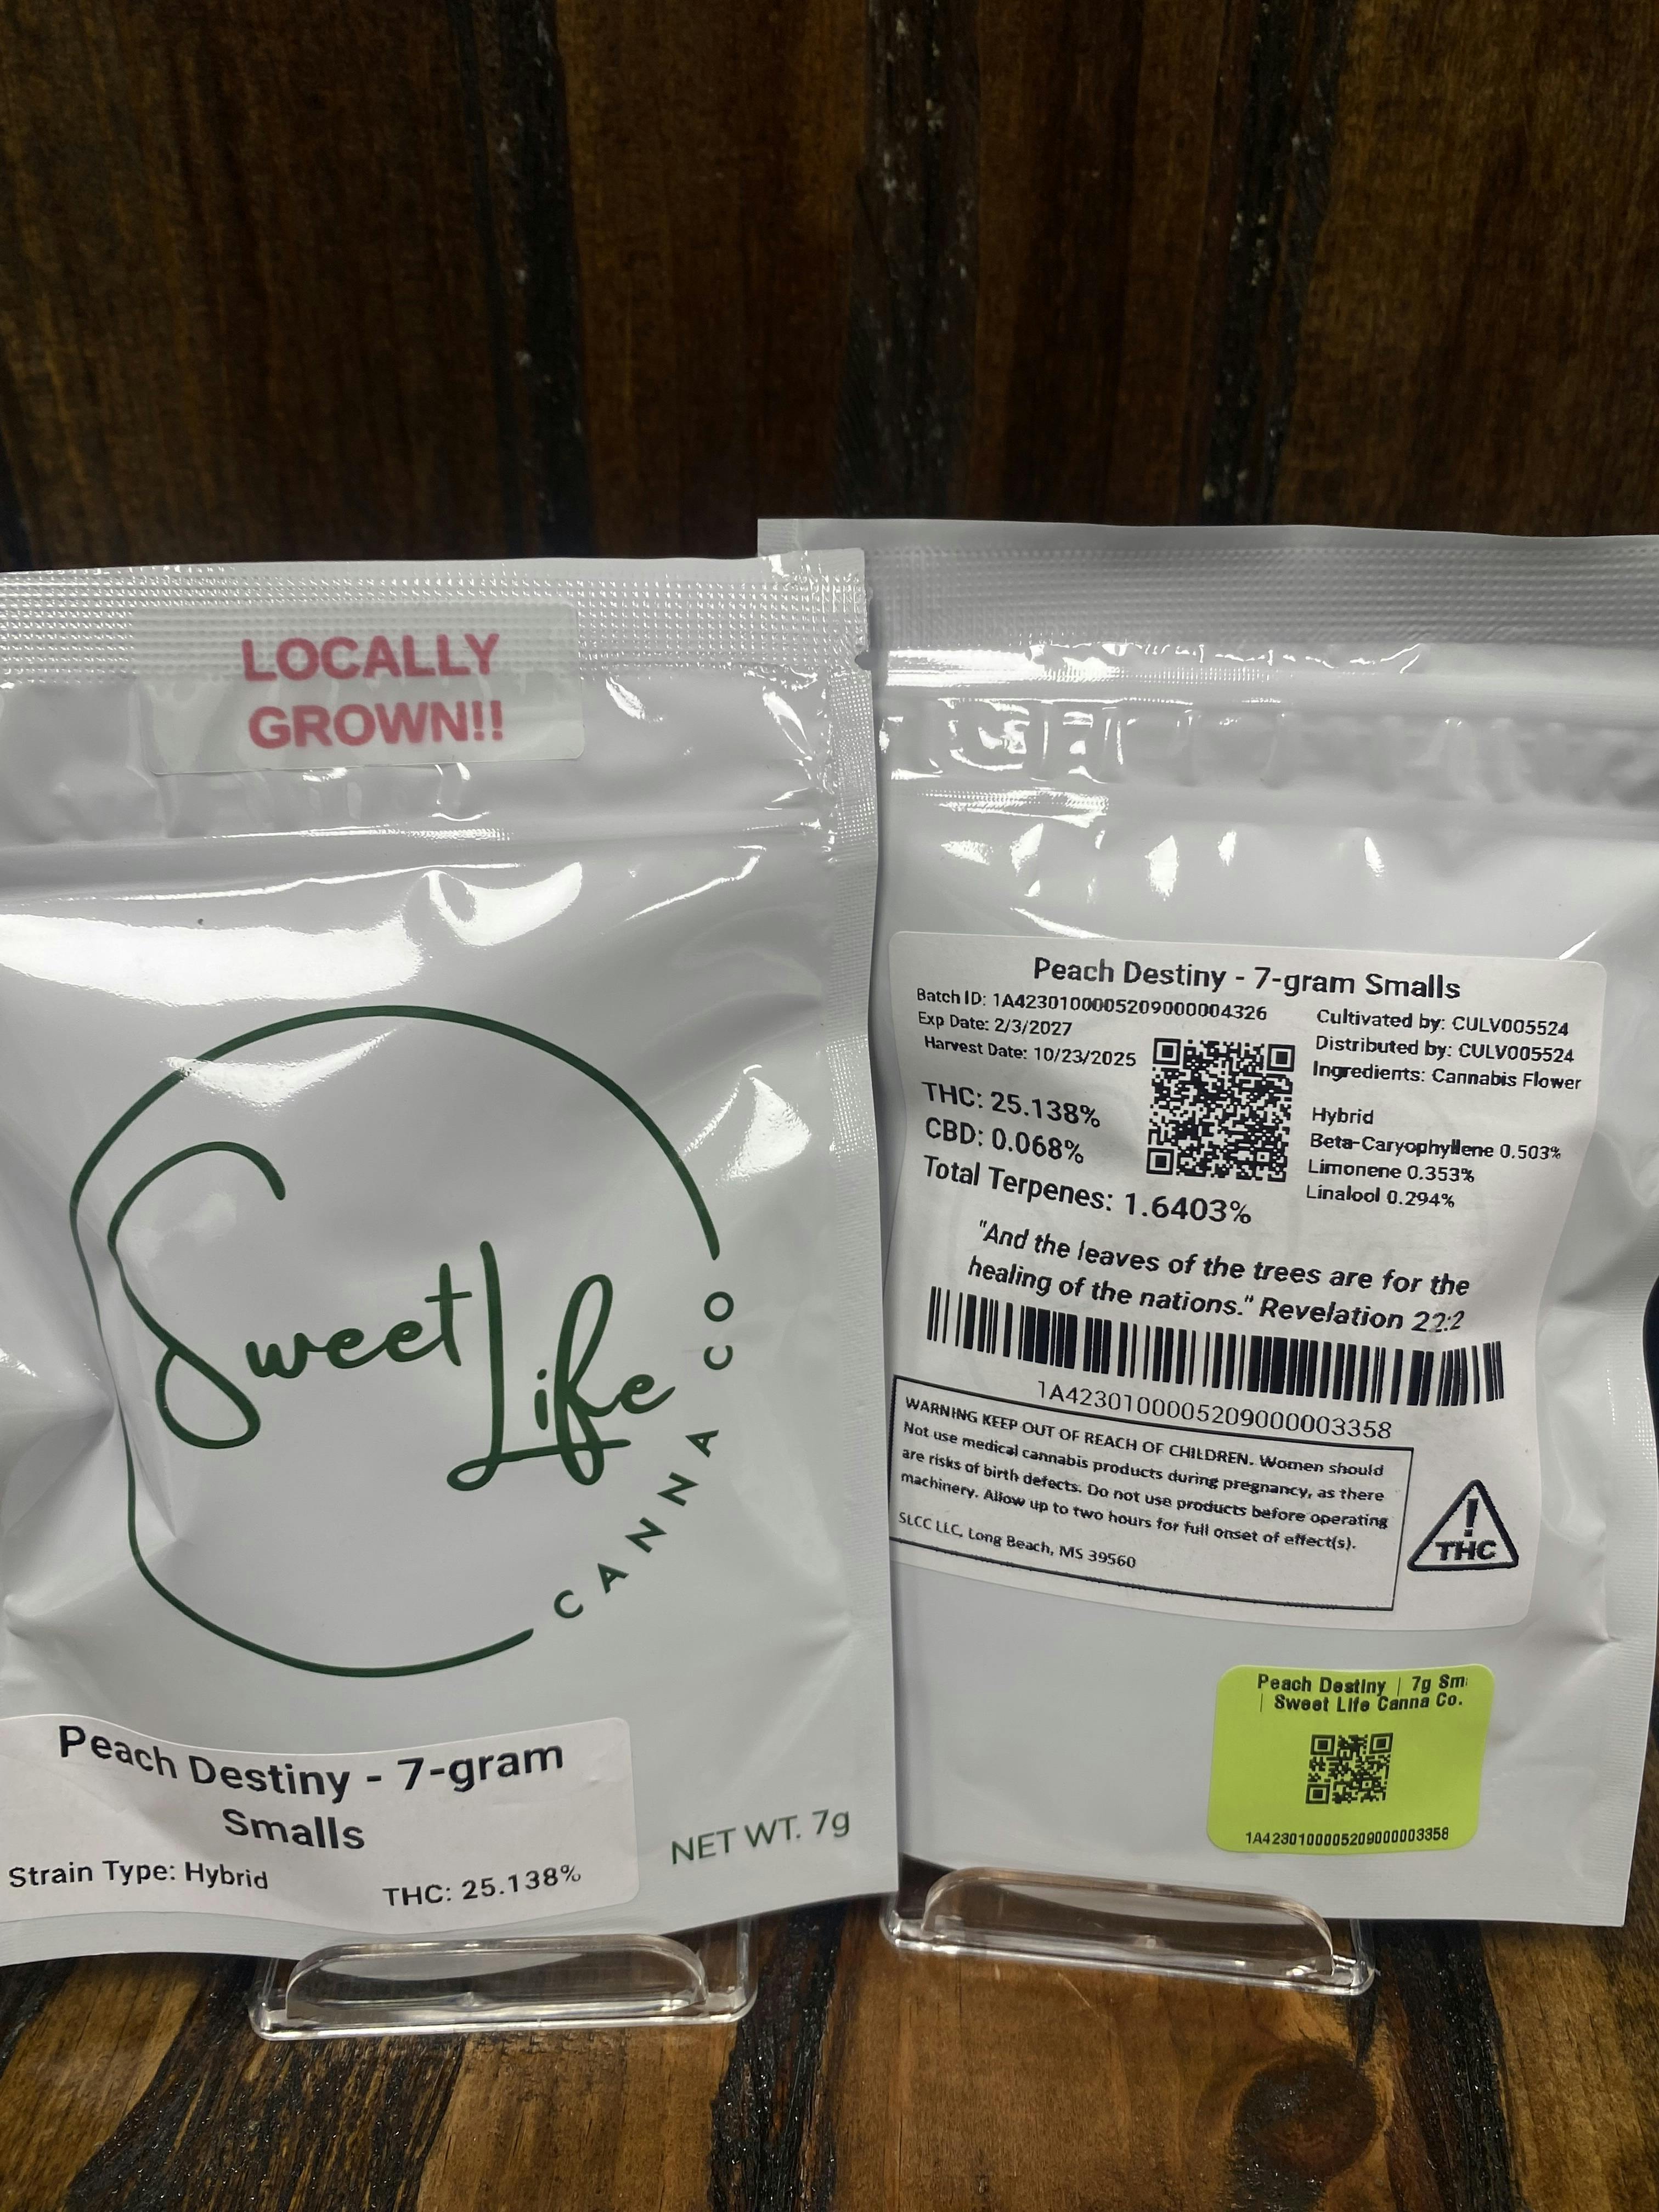 LOCALLY
GROWN!!
Sweet Life
CANNA CO
Peach Destiny - 7-gram
Smalls
Strain Type: Hybrid
THC: 25.138%
NET WT. 7g
Peach Destiny - 7-gram Smalls
Batch ID: 1A4230100005209000004326
Exp Date: 2/3/2027
Harvest Date: 10/23/2025
Cultivated by: CULV005524
Distributed by: CULV005524
Ingredients: Cannabis Flower
THC: 25.138%
CBD: 0.068%
Total Terpenes: 1.6403%
Hybrid
Beta-Caryophyllene 0.503%
Limonene 0.353%
Linalool 0.294%
"And the leaves of the trees are for the
healing of the nations." Revelation 22:2
1A4230100005209000003358
WARNING KEEP OUT OF REACH OF CHILDREN. Women should
Not use medical cannabis products during pregnancy, as there
are risks of birth defects. Do not use products before operating
machinery. Allow up to two hours for full onset of effect(s).
SLCC LLC, Long Beach, MS 39560
!
THC
Peach Destiny | 7g Sm
| Sweet Life Canna Co.
1A4230100005209000003358